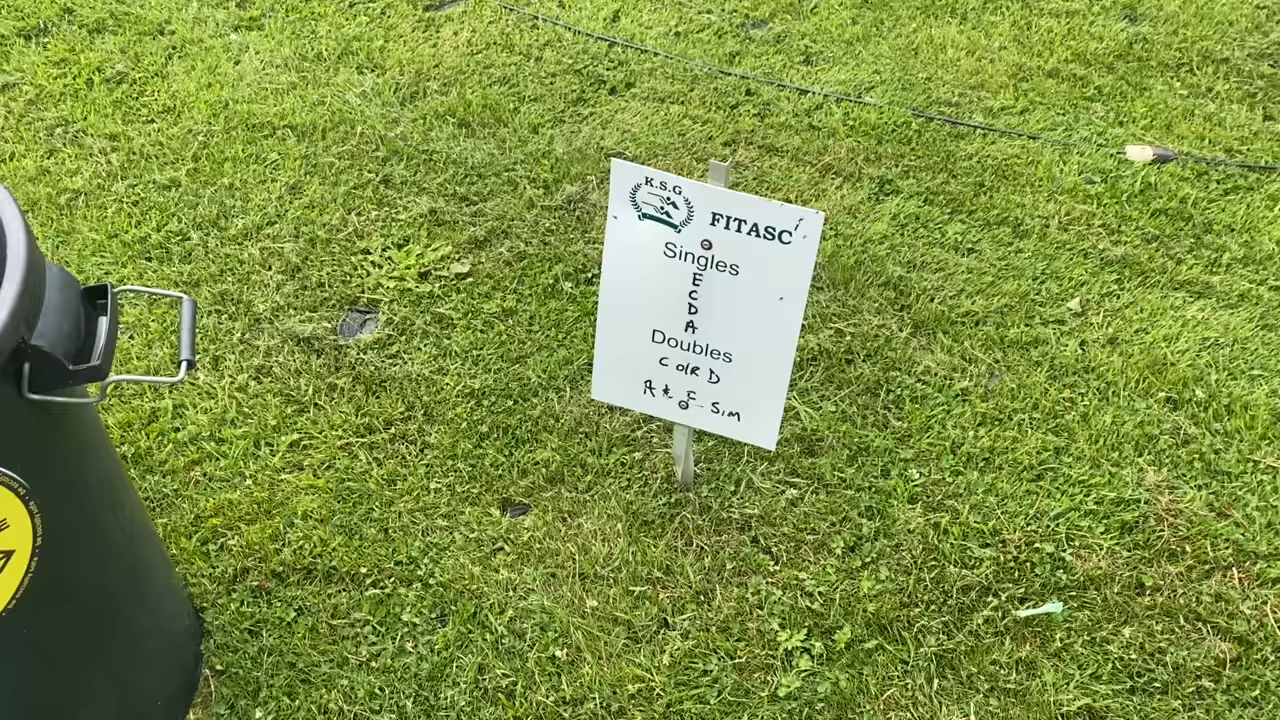 K.S.G.
FITASC
Singles
E
C
D
A
Doubles
C OR D
A & E SIM